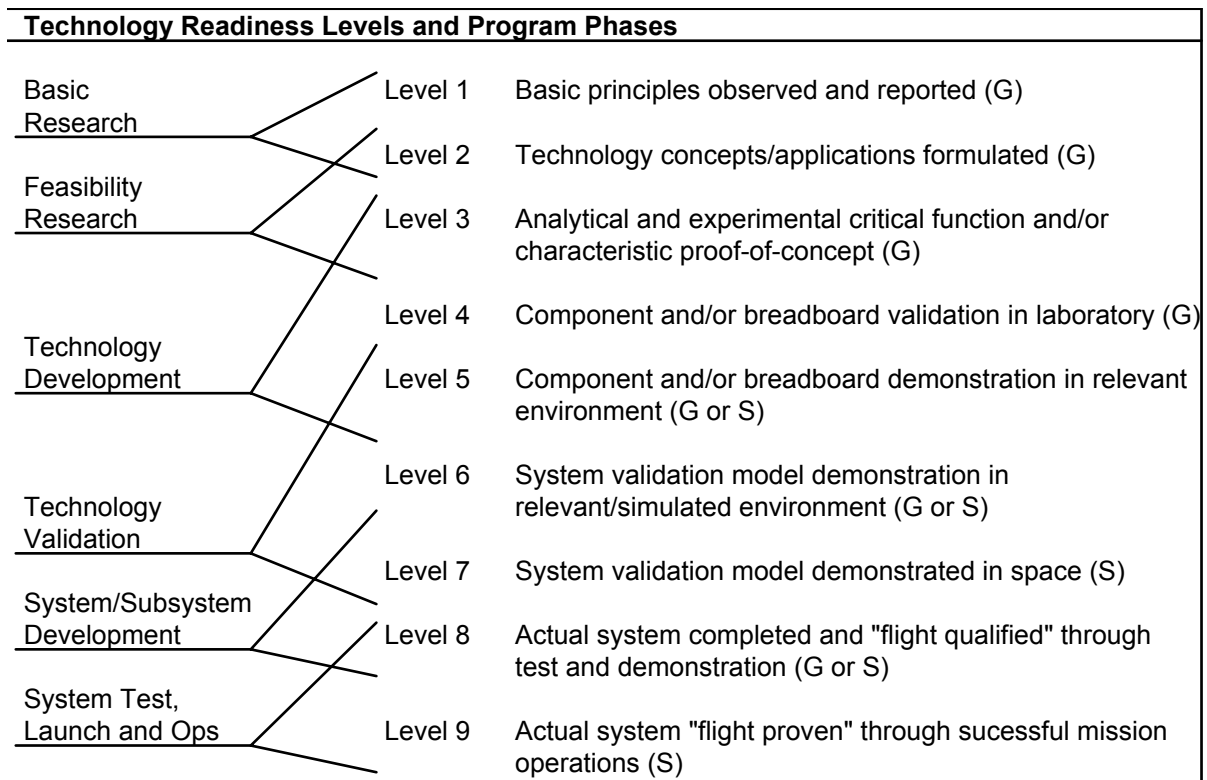 Technology Readiness Levels and Program Phases
Basic
Research
Level 1 Basic principles observed and reported (G)
Level 2 Technology concepts/applications formulated (G)
Feasibility
Research
Level 3 Analytical and experimental critical function and/or
characteristic proof-of-concept (G)
Level 4 Component and/or breadboard validation in laboratory (G)
Technology
Development
Level 5 Component and/or breadboard demonstration in relevant
environment (G or S)
Level 6 System validation model demonstration in
relevant/simulated environment (G or S)
Technology
Validation
Level 7 System validation model demonstrated in space (S)
System/Subsystem
Development
Level 8 Actual system completed and "flight qualified" through
test and demonstration (G or S)
System Test,
Launch and Ops
Level 9 Actual system "flight proven" through sucessful mission
operations (S)